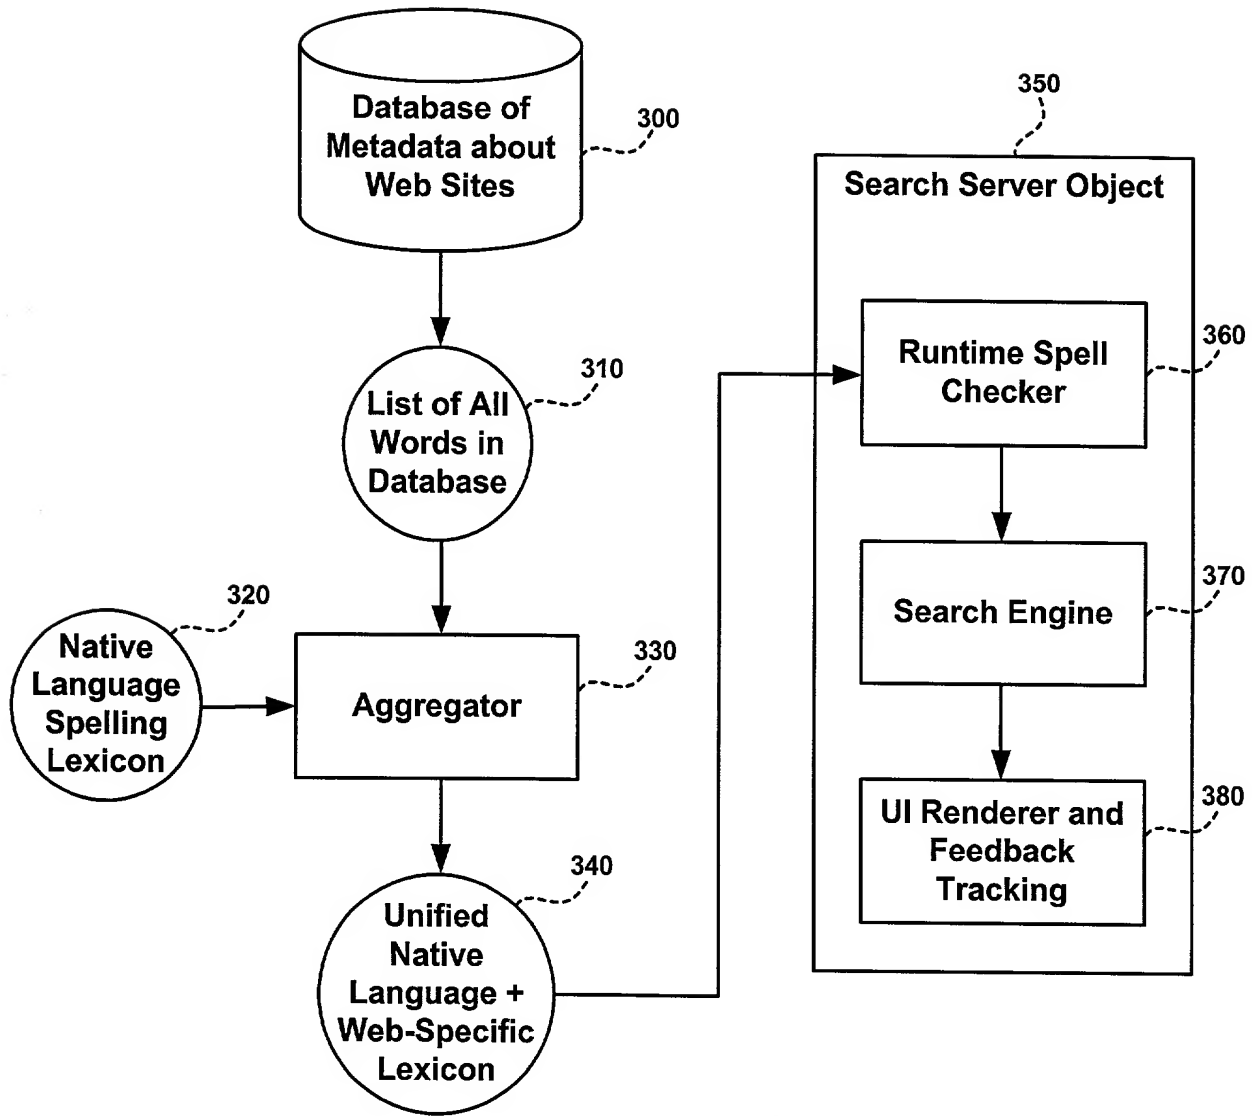 Database of
Metadata about
Web Sites
300
List of All
Words in
Database
310
Native
Language
Spelling
Lexicon
320
Aggregator
330
Unified
Native
Language +
Web-Specific
Lexicon
340
350
Search Server Object
Runtime Spell
Checker
360
Search Engine
370
UI Renderer and
Feedback
Tracking
380